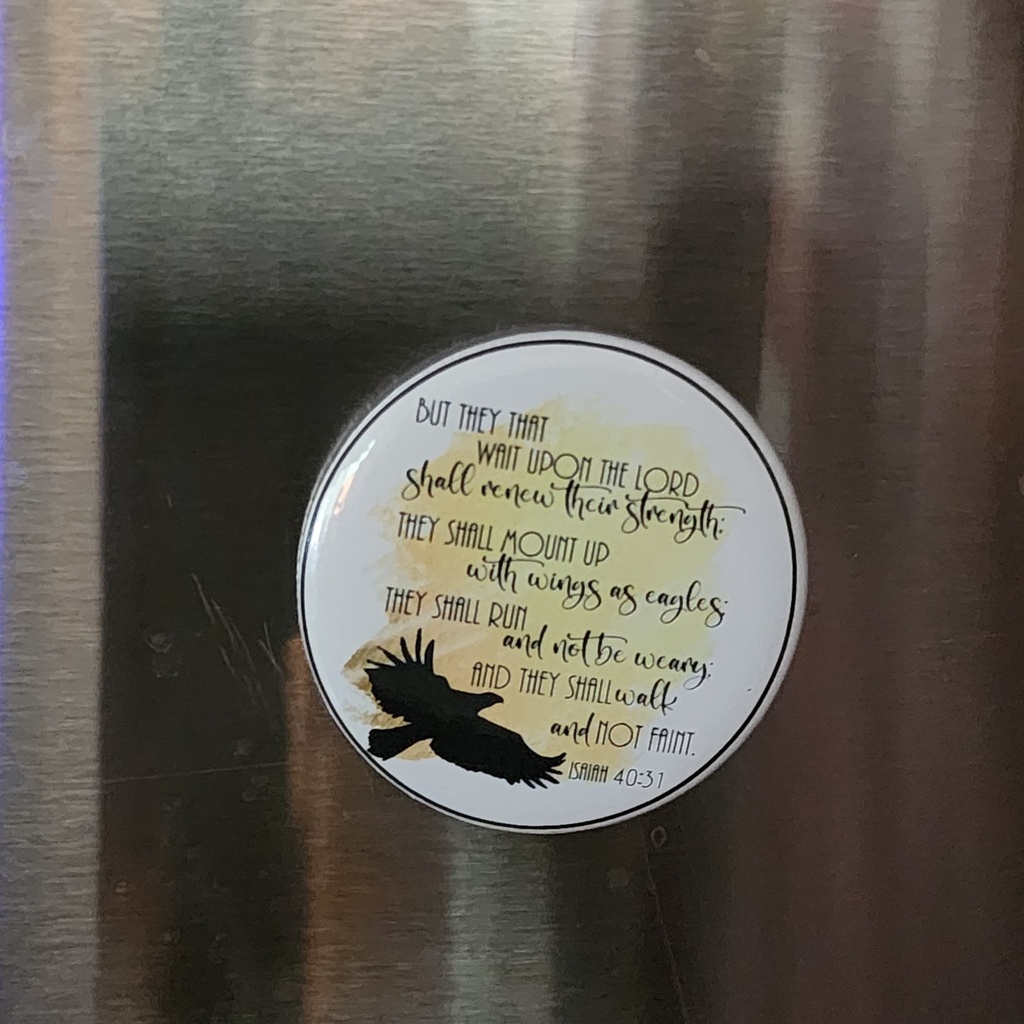 BUT THEY THAT
WAIT UPON THE LORD
shall renew their strength;
THEY SHALL MOUNT UP
with wings as eagles;
THEY SHALL RUN
and not be weary;
AND THEY SHALL walk
and NOT FAINT.
ISAIAH 40:31